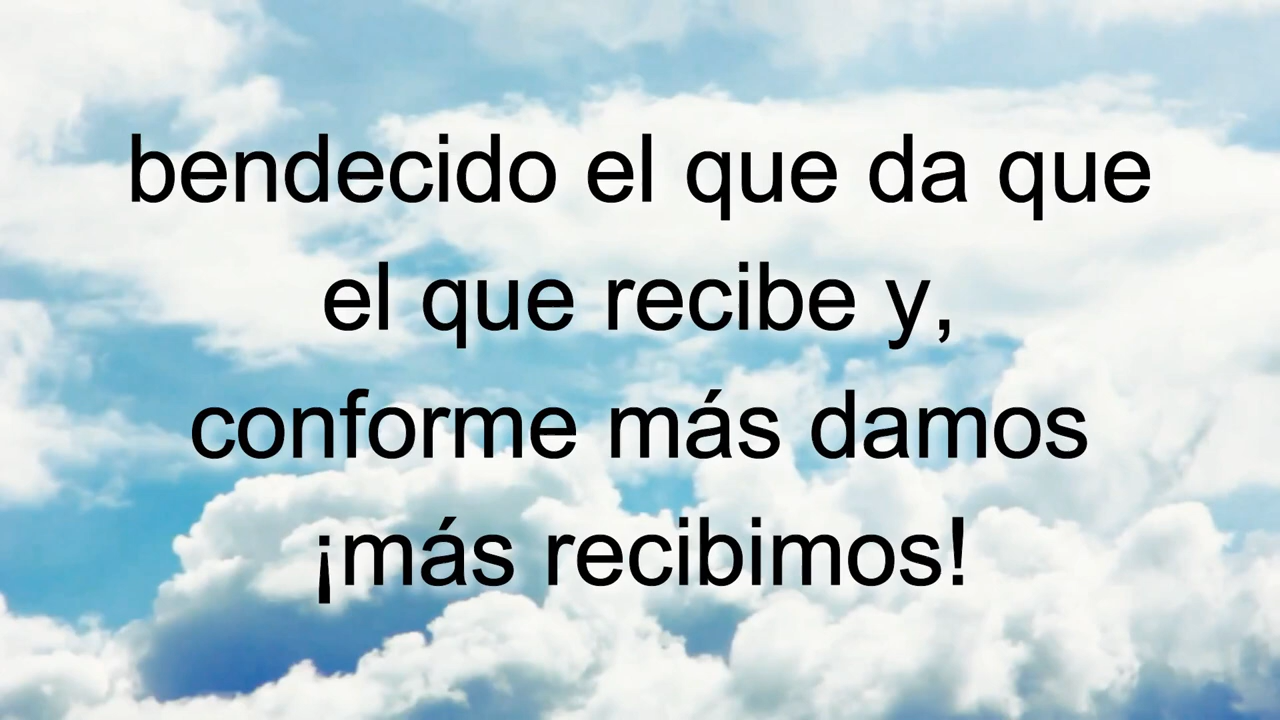 bendecido el que da que
el que recibe y,
conforme más damos
¡más recibimos!